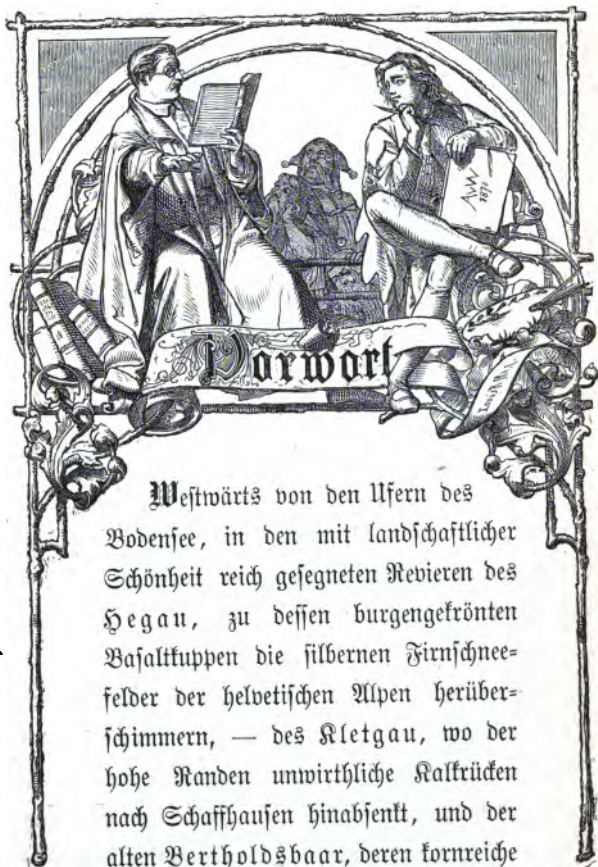 Vorwort
Westwärts von den Ufern des
Bodensee, in den mit landschaftlicher
Schönheit reich gesegneten Revieren des
Hegau, zu dessen burgengekrönten
Basaltkuppen die silbernen Firnschnee=
felder der helvetischen Alpen herüber=
schimmern, — des Kletgau, wo der
hohe Randen unwirthliche Kalkrücken
nach Schaffhausen hinabsenkt, und der
alten Bertholdsbaar, deren kornreiche